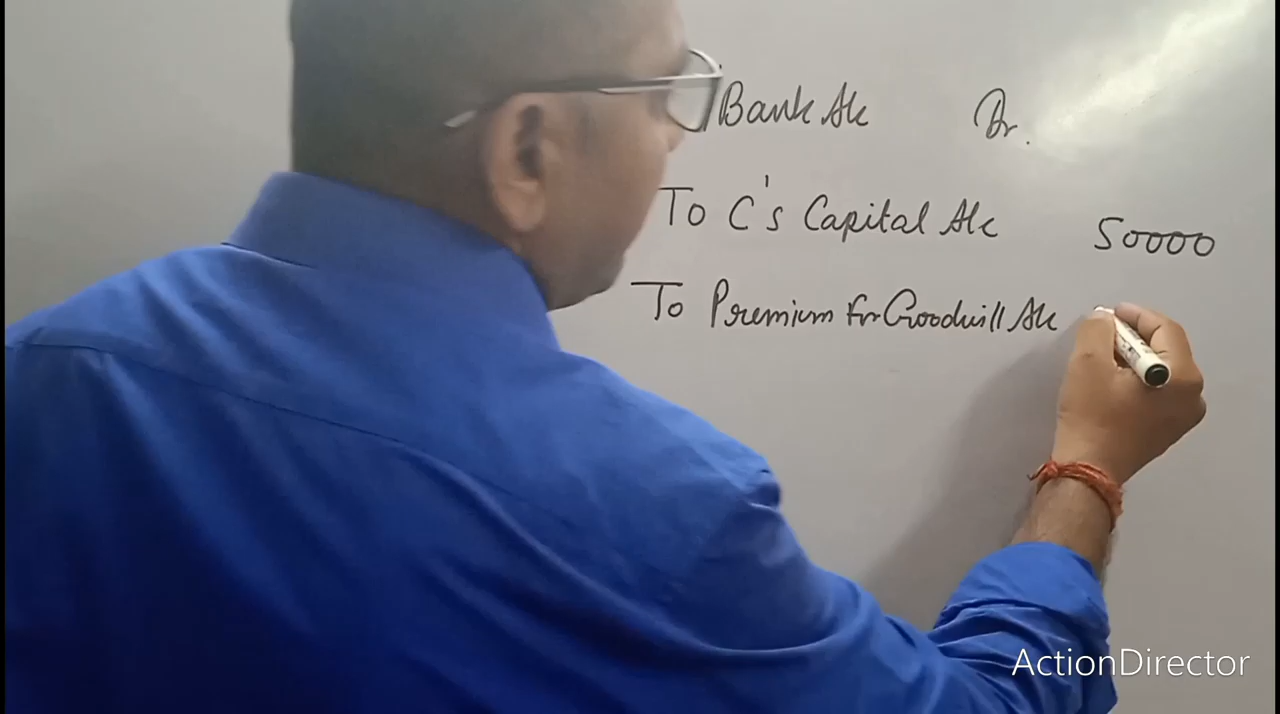 Bank A/c Dr.
To C's Capital A/c 50000
To Premium for Goodwill A/c
ActionDirector